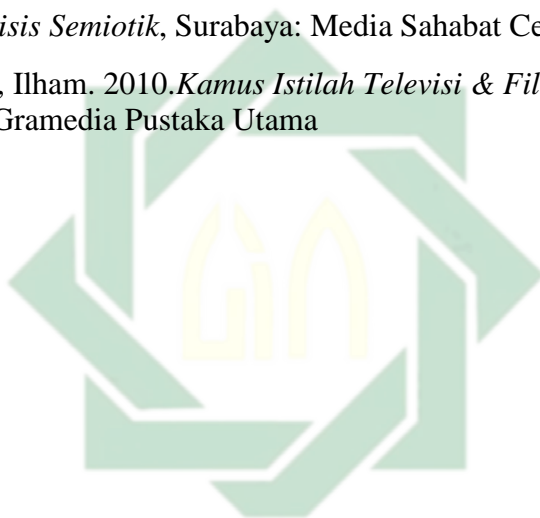 isis Semiotik, Surabaya: Media Sahabat Ce
, Ilham. 2010.Kamus Istilah Televisi & Fil
Gramedia Pustaka Utama